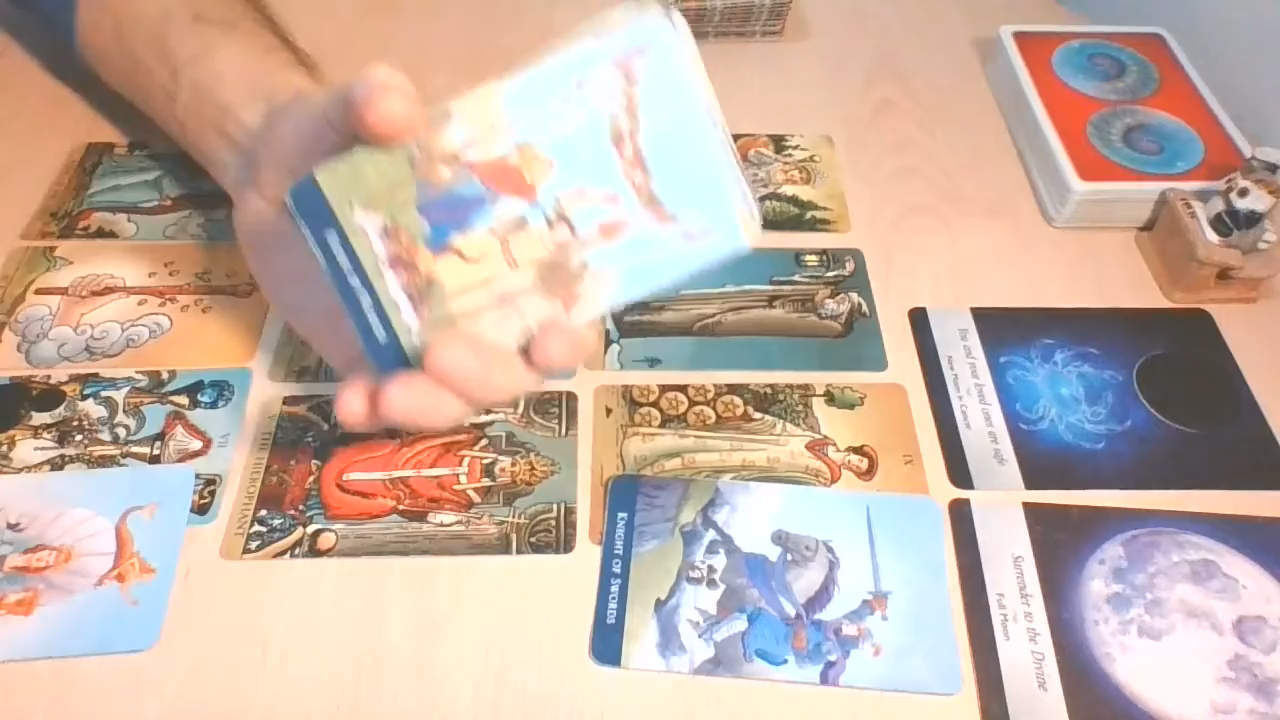 VII
V THE HIEROPHANT
IX
KNIGHT OF SWORDS
You and your loved ones are safe
New Moon in Cancer
Surrender to the Divine
Full Moon